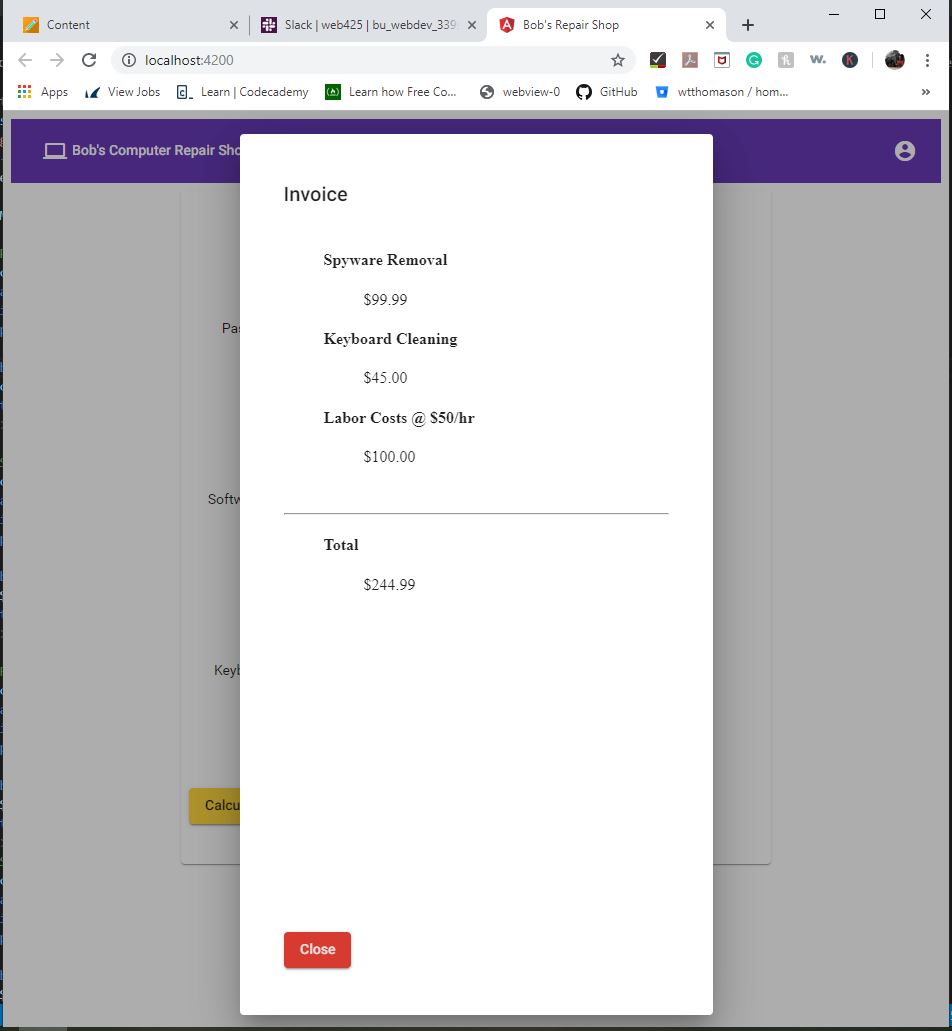 Content
Slack | web425 | bu_webdev_339
Bob's Repair Shop
localhost:4200
Apps
View Jobs
Learn | Codecademy
Learn how Free Co...
webview-0
GitHub
wtthomason / hom...
»
Bob's Computer Repair Sho
Invoice
Spyware Removal
$99.99
Pas
Keyboard Cleaning
$45.00
Labor Costs @ $50/hr
$100.00
Softw
Total
$244.99
Keyb
Calcu
Close